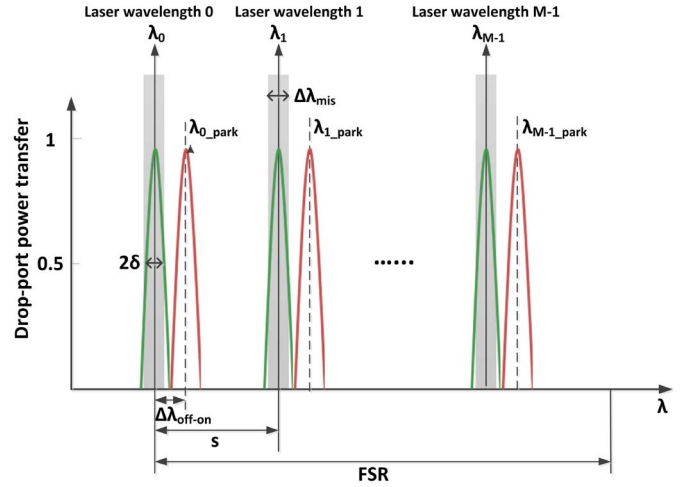 Laser wavelength 0
Laser wavelength 1
Laser wavelength M-1
λ0
λ1
λM-1
Δλmis
λ0_park
λ1_park
λM-1_park
1
0.5
Drop-port power transfer
2δ
......
λ
Δλoff-on
s
FSR